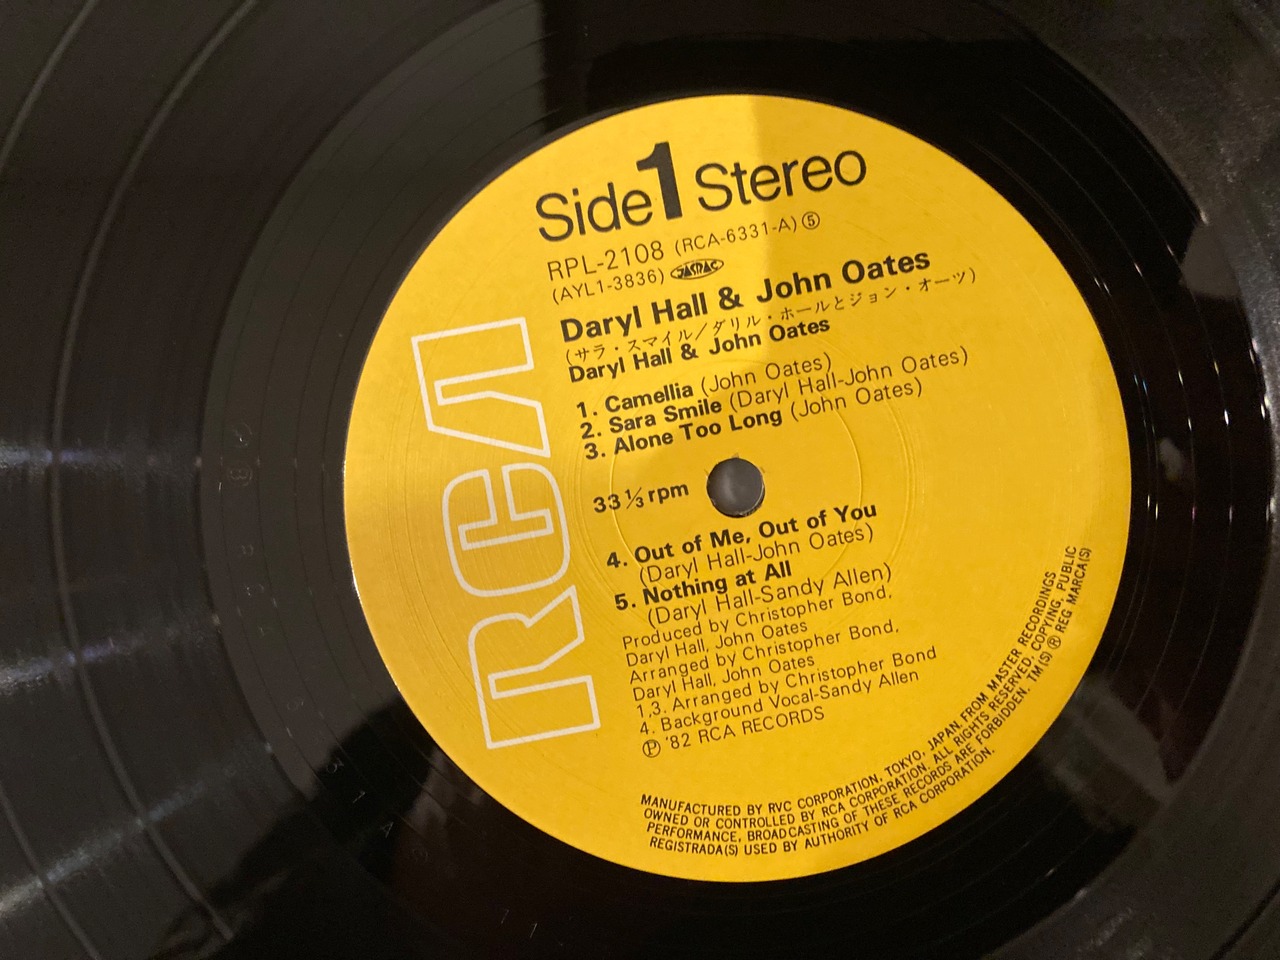 Side 1 Stereo
RPL-2108 (RCA-6331-A) ⑤
(AYL1-3836) JASRAC
Daryl Hall & John Oates
(サラ・スマイル/ダリル・ホールとジョン・オーツ)
Daryl Hall & John Oates
1. Camellia (John Oates)
2. Sara Smile (Daryl Hall-John Oates)
3. Alone Too Long (John Oates)
33 1/3 rpm
4. Out of Me, Out of You
(Daryl Hall-John Oates)
5. Nothing at All
(Daryl Hall-Sandy Allen)
Produced by Christopher Bond,
Daryl Hall, John Oates
Arranged by Christopher Bond,
Daryl Hall, John Oates
1,3. Arranged by Christopher Bond
4. Background Vocal-Sandy Allen
Ⓟ '82 RCA RECORDS
RCA
MANUFACTURED BY RVC CORPORATION, TOKYO, JAPAN, FROM MASTER RECORDINGS
OWNED OR CONTROLLED BY RCA CORPORATION. ALL RIGHTS RESERVED. COPYING, PUBLIC
PERFORMANCE, BROADCASTING OF THESE RECORDS ARE FORBIDDEN. TM(S) ® REG MARCA(S)
REGISTRADA(S) USED BY AUTHORITY OF RCA CORPORATION.